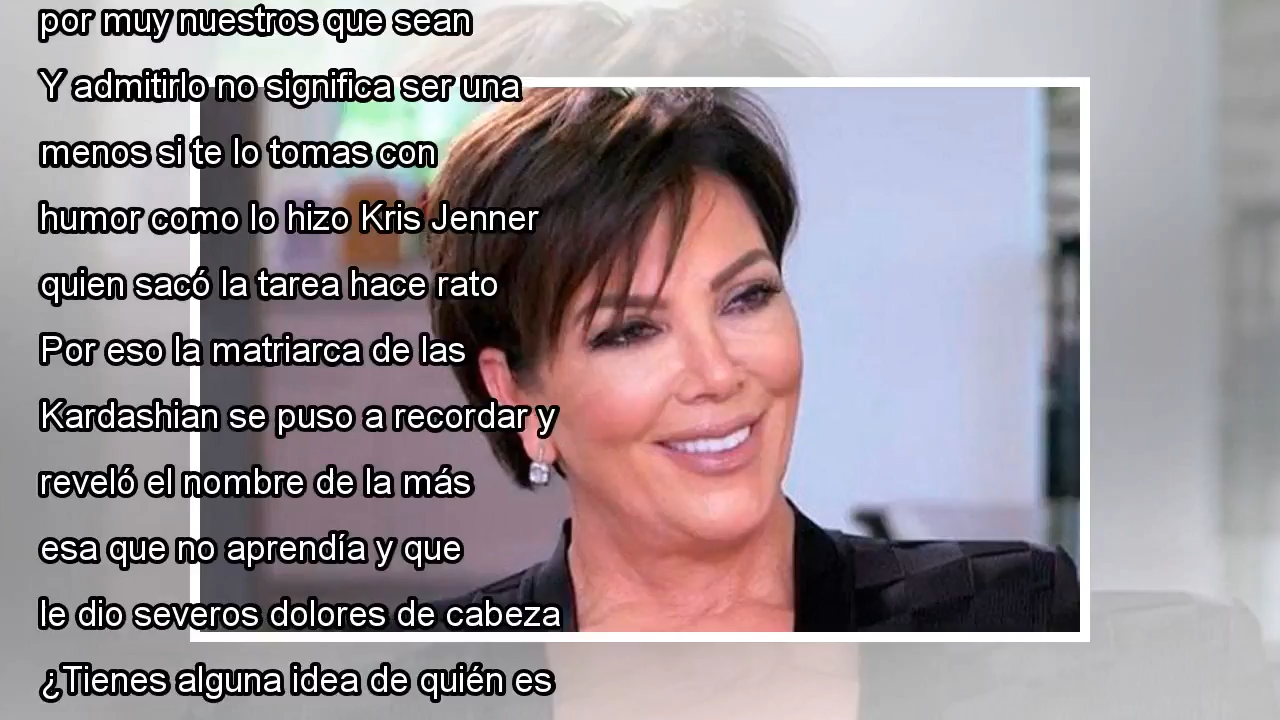 por muy nuestros que sean
Y admitirlo no significa ser una
menos si te lo tomas con
humor como lo hizo Kris Jenner
quien sacó la tarea hace rato
Por eso la matriarca de las
Kardashian se puso a recordar y
reveló el nombre de la más
esa que no aprendía y que
le dio severos dolores de cabeza
¿Tienes alguna idea de quién es